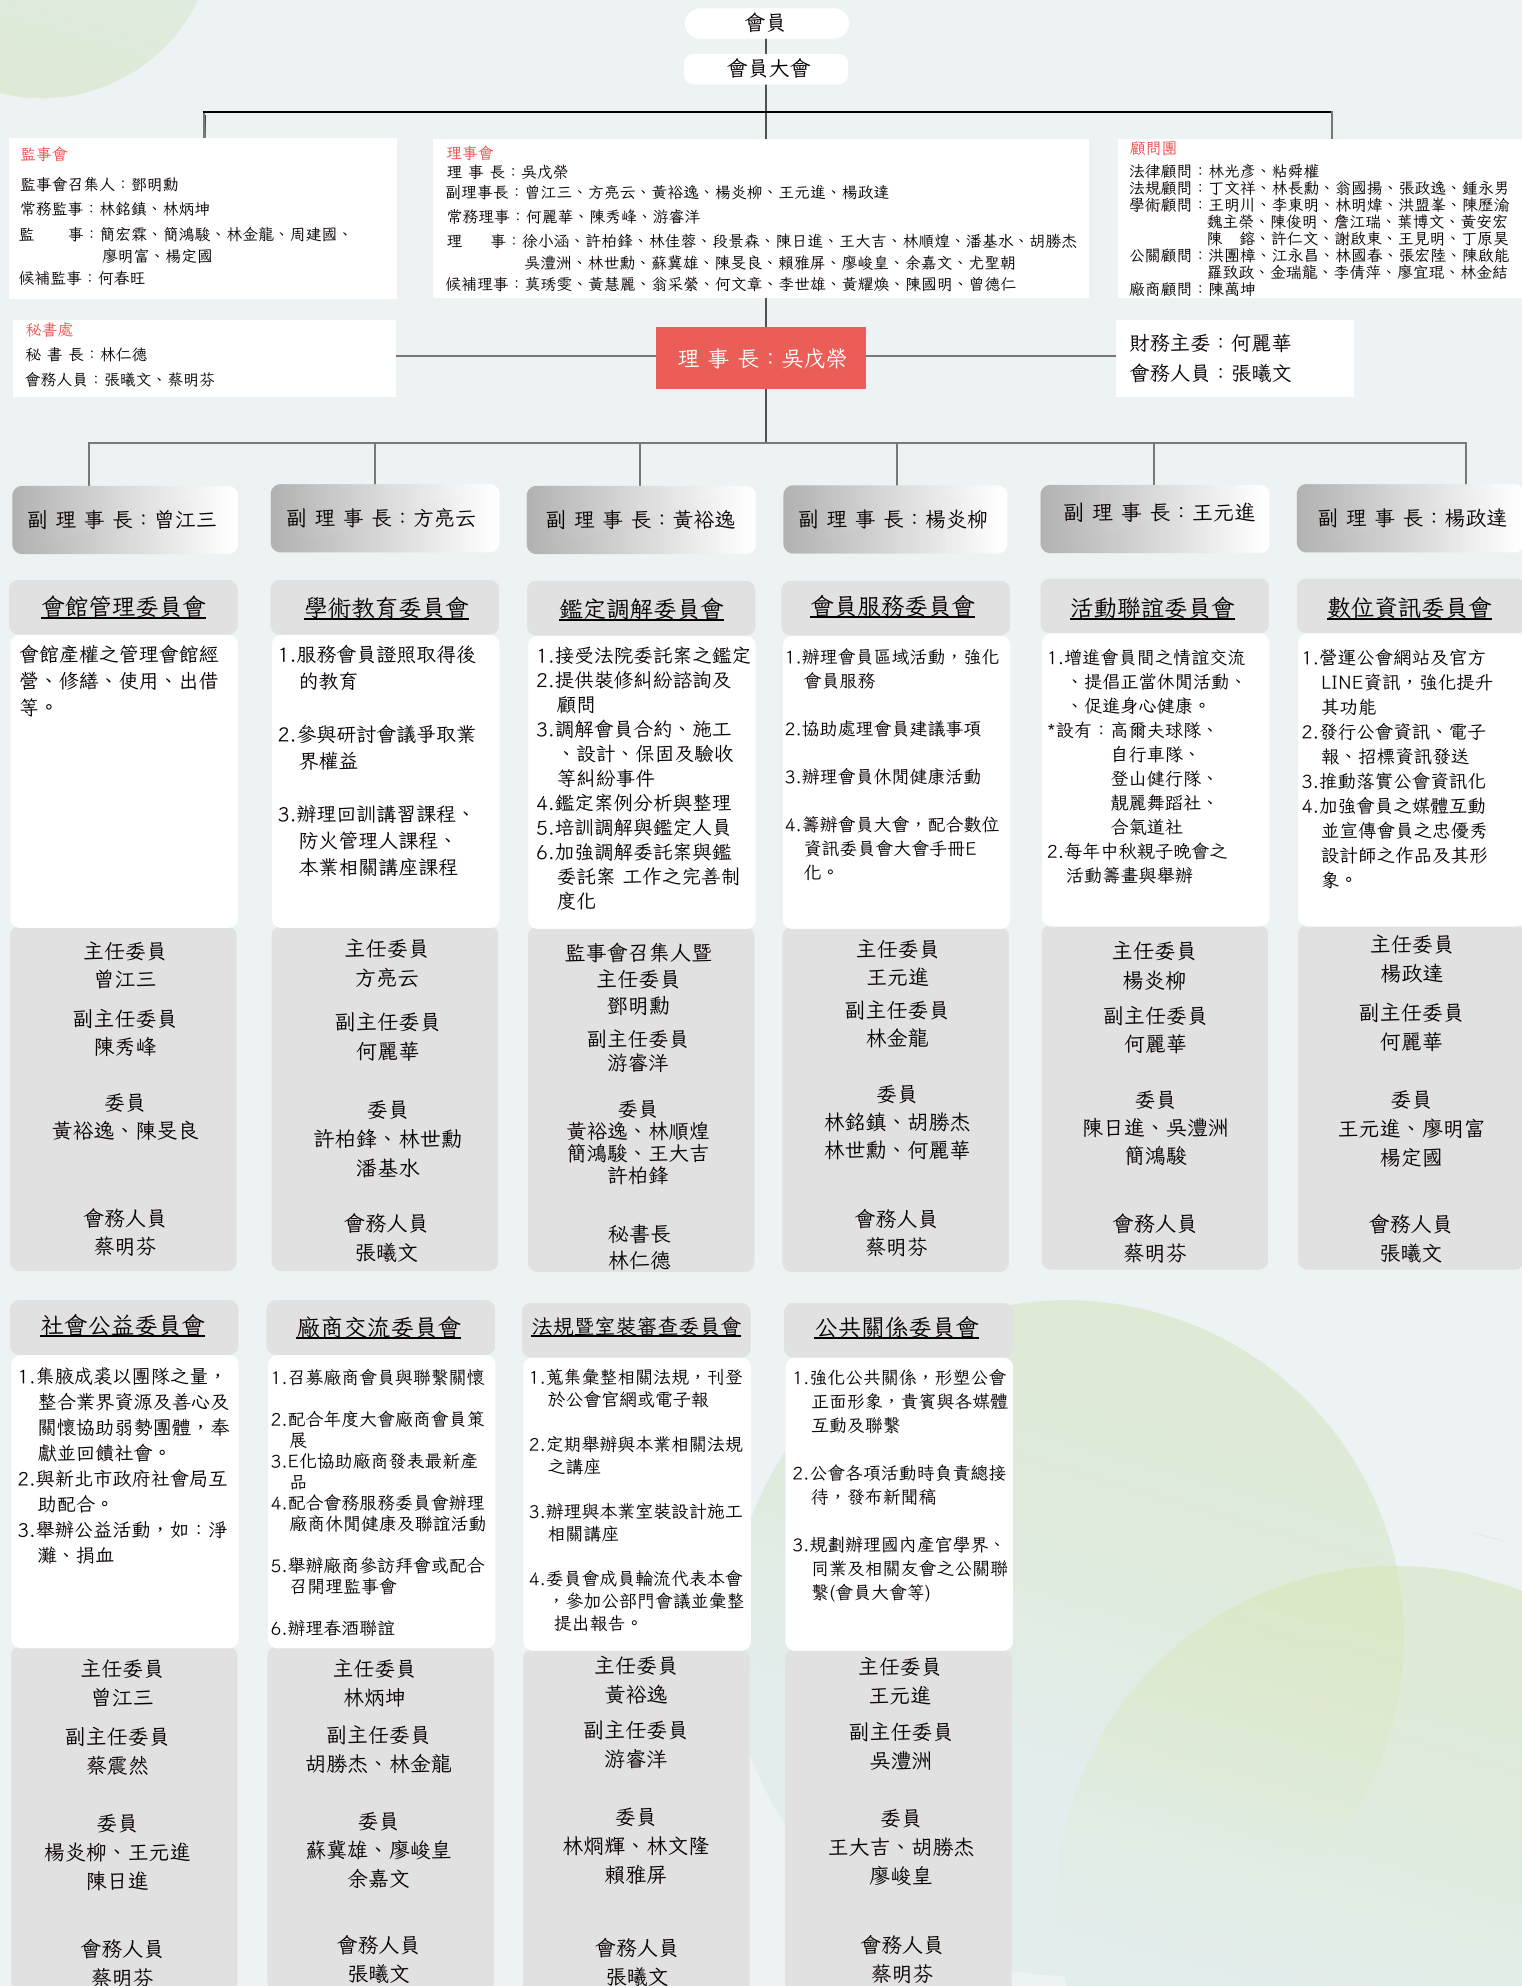 會員
會員大會
監事會
監事會召集人：鄧明勳
常務監事：林銘鎮、林炳坤
監　　事：簡宏霖、簡鴻駿、林金龍、周建國、
廖明富、楊定國
候補監事：何春旺
理事會
理 事 長：吳戊榮
副理事長：曾江三、方亮云、黃裕逸、楊炎柳、王元進、楊政達
常務理事：何麗華、陳秀峰、游睿洋
理　　事：徐小涵、許柏鋒、林佳蓉、段景森、陳日進、王大吉、林順煌、潘基水、胡勝杰
吳澧洲、林世勳、蘇冀雄、陳旻良、賴雅屏、廖峻皇、余嘉文、尤聖朝
候補理事：莫琇雯、黃慧麗、翁采縈、何文章、李世雄、黃耀煥、陳國明、曾德仁
顧問團
法律顧問：林光彥、粘舜權
法規顧問：丁文祥、林長勳、翁國揚、張政逸、鍾永男
學術顧問：王明川、李東明、林明煒、洪盟峯、陳歷渝
魏主榮、陳俊明、詹江瑞、葉博文、黃安宏
陳　鎔、許仁文、謝啟東、王見明、丁原昊
公關顧問：洪團樟、江永昌、林國春、張宏陸、陳啟能
羅致政、金瑞龍、李倩萍、廖宜琨、林金結
廠商顧問：陳萬坤
秘書處
秘 書 長：林仁德
會務人員：張曦文、蔡明芬
理 事 長：吳戊榮
財務主委：何麗華
會務人員：張曦文
副 理 事 長：曾江三
副 理 事 長：方亮云
副 理 事 長：黃裕逸
副 理 事 長：楊炎柳
副 理 事 長：王元進
副 理 事 長：楊政達
會館管理委員會
會館產權之管理會館經
營、修繕、使用、出借
等。
主任委員
曾江三
副主任委員
陳秀峰
委員
黃裕逸、陳旻良
會務人員
蔡明芬
學術教育委員會
1.服務會員證照取得後
的教育
2.參與研討會議爭取業
界權益
3.辦理回訓講習課程、
防火管理人課程、
本業相關講座課程
主任委員
方亮云
副主任委員
何麗華
委員
許柏鋒、林世勳
潘基水
會務人員
張曦文
鑑定調解委員會
1.接受法院委託案之鑑定
2.提供裝修糾紛諮詢及
顧問
3.調解會員合約、施工
、設計、保固及驗收
等糾紛事件
4.鑑定案例分析與整理
5.培訓調解與鑑定人員
6.加強調解委託案與鑑
委託案 工作之完善制
度化
監事會召集人暨
主任委員
鄧明勳
副主任委員
游睿洋
委員
黃裕逸、林順煌
簡鴻駿、王大吉
許柏鋒
秘書長
林仁德
會員服務委員會
1.辦理會員區域活動，強化
會員服務
2.協助處理會員建議事項
3.辦理會員休閒健康活動
4.籌辦會員大會，配合數位
資訊委員會大會手冊E
化。
主任委員
王元進
副主任委員
林金龍
委員
林銘鎮、胡勝杰
林世勳、何麗華
會務人員
蔡明芬
活動聯誼委員會
1.增進會員間之情誼交流
、提倡正當休閒活動、
、促進身心健康。
*設有：高爾夫球隊、
自行車隊、
登山健行隊、
靚麗舞蹈社、
合氣道社
2.每年中秋親子晚會之
活動籌畫與舉辦
主任委員
楊炎柳
副主任委員
何麗華
委員
陳日進、吳澧洲
簡鴻駿
會務人員
蔡明芬
數位資訊委員會
1.營運公會網站及官方
LINE資訊，強化提升
其功能
2.發行公會資訊、電子
報、招標資訊發送
3.推動落實公會資訊化
4.加強會員之媒體互動
並宣傳會員之忠優秀
設計師之作品及其形
象。
主任委員
楊政達
副主任委員
何麗華
委員
王元進、廖明富
楊定國
會務人員
張曦文
社會公益委員會
1.集腋成裘以團隊之量，
整合業界資源及善心及
關懷協助弱勢團體，奉
獻並回饋社會。
2.與新北市政府社會局互
助配合。
3.舉辦公益活動，如：淨
灘、捐血
主任委員
曾江三
副主任委員
蔡震然
委員
楊炎柳、王元進
陳日進
會務人員
蔡明芬
廠商交流委員會
1.召募廠商會員與聯繫關懷
2.配合年度大會廠商會員策
展
3.E化協助廠商發表最新產
品
4.配合會務服務委員會辦理
廠商休閒健康及聯誼活動
5.舉辦廠商參訪拜會或配合
召開理監事會
6.辦理春酒聯誼
主任委員
林炳坤
副主任委員
胡勝杰、林金龍
委員
蘇冀雄、廖峻皇
余嘉文
會務人員
張曦文
法規暨室裝審查委員會
1.蒐集彙整相關法規，刊登
於公會官網或電子報
2.定期舉辦與本業相關法規
之講座
3.辦理與本業室裝設計施工
相關講座
4.委員會成員輪流代表本會
，參加公部門會議並彙整
提出報告。
主任委員
黃裕逸
副主任委員
游睿洋
委員
林烱輝、林文隆
賴雅屏
會務人員
張曦文
公共關係委員會
1.強化公共關係，形塑公會
正面形象，貴賓與各媒體
互動及聯繫
2.公會各項活動時負責總接
待，發布新聞稿
3.規劃辦理國內產官學界、
同業及相關友會之公關聯
繫(會員大會等)
主任委員
王元進
副主任委員
吳澧洲
委員
王大吉、胡勝杰
廖峻皇
會務人員
蔡明芬